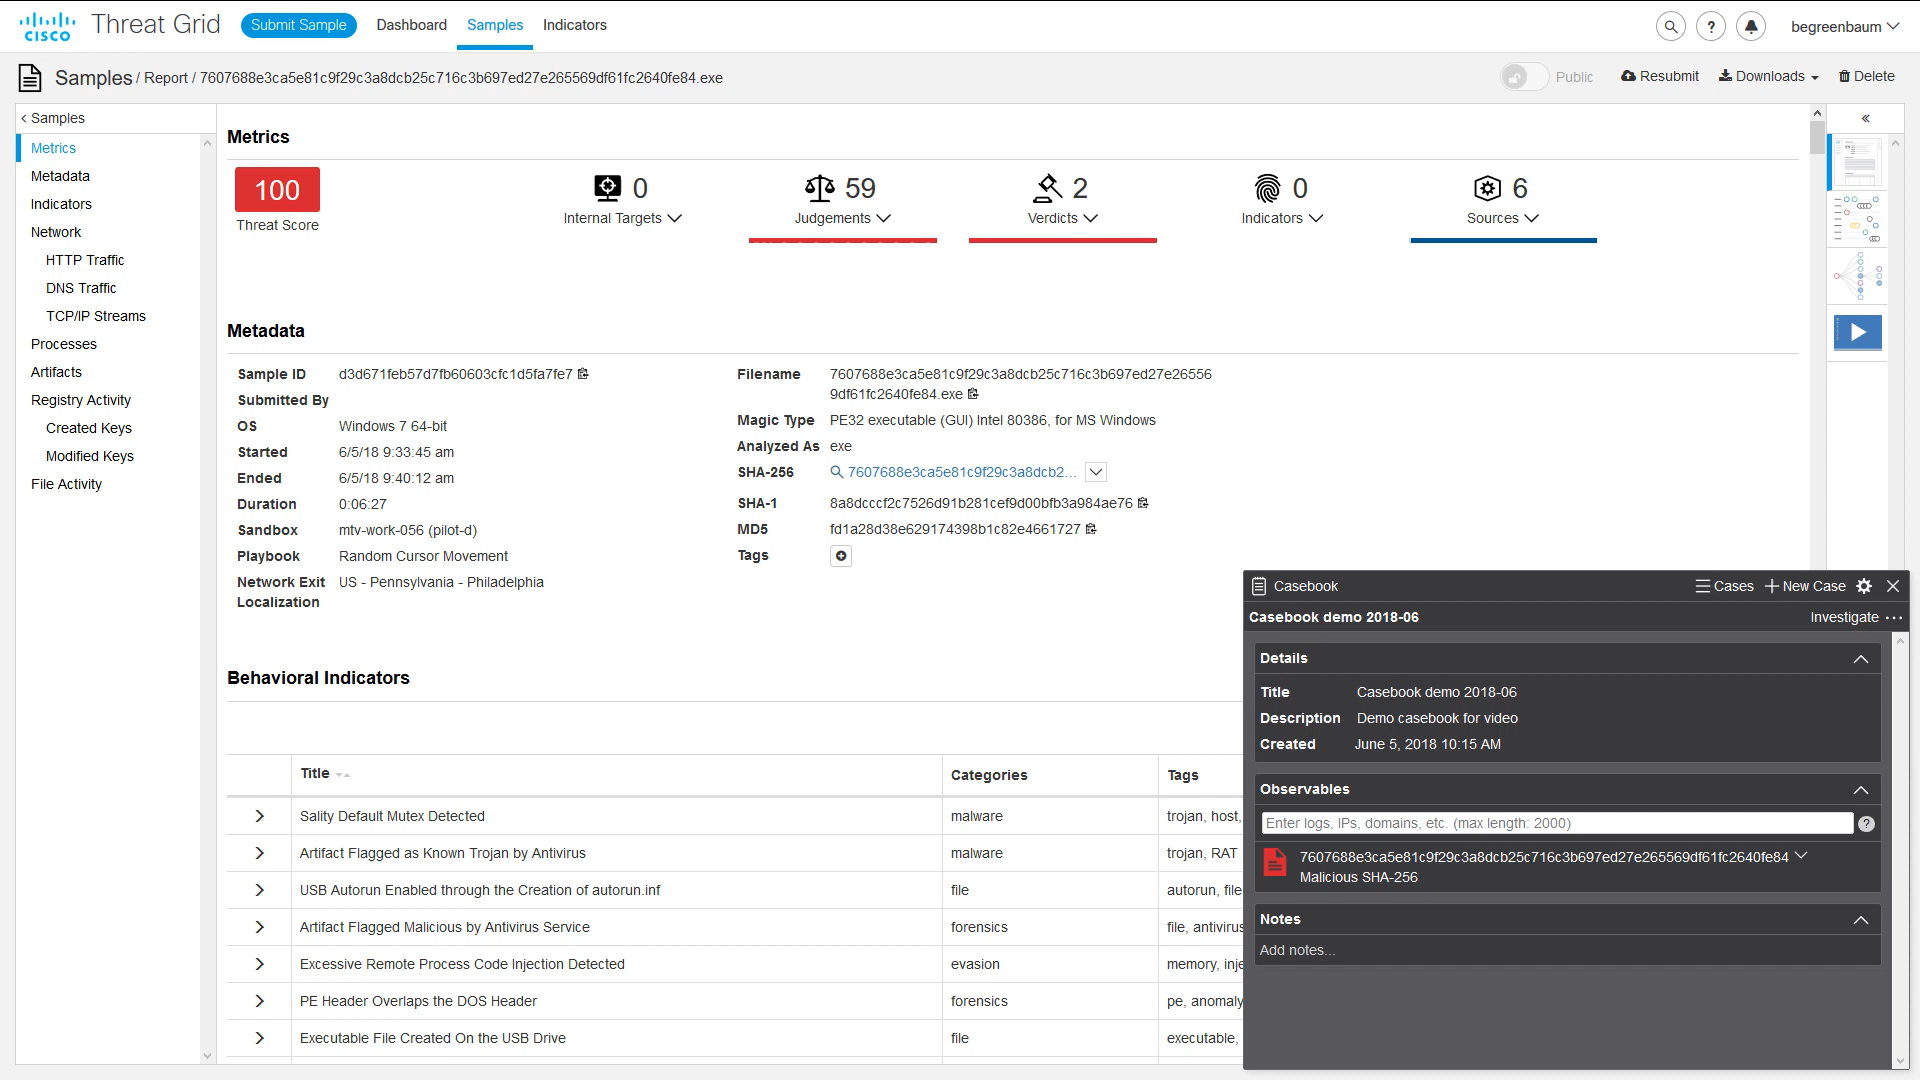 cisco Threat Grid Submit Sample Dashboard Samples Indicators ? begreenbaum
Samples / Report / 7607688e3ca5e81c9f29c3a8dcb25c716c3b697ed27e265569df61fc2640fe84.exe Public Resubmit Downloads Delete
< Samples
Metrics
Metadata
Indicators
Network
HTTP Traffic
DNS Traffic
TCP/IP Streams
Processes
Artifacts
Registry Activity
Created Keys
Modified Keys
File Activity
Metrics
100 0 59 2 0 6
Threat Score Internal Targets Judgements Verdicts Indicators Sources
Metadata
Sample ID d3d671feb57d7fb60603cfc1d5fa7fe7
Submitted By
OS Windows 7 64-bit
Started 6/5/18 9:33:45 am
Ended 6/5/18 9:40:12 am
Duration 0:06:27
Sandbox mtv-work-056 (pilot-d)
Playbook Random Cursor Movement
Network Exit US - Pennsylvania - Philadelphia
Localization
Filename 7607688e3ca5e81c9f29c3a8dcb25c716c3b697ed27e26556
9df61fc2640fe84.exe
Magic Type PE32 executable (GUI) Intel 80386, for MS Windows
Analyzed As exe
SHA-256 7607688e3ca5e81c9f29c3a8dcb2...
SHA-1 8a8dcccf2c7526d91b281cef9d00bfb3a984ae76
MD5 fd1a28d38e629174398b1c82e4661727
Tags
Behavioral Indicators
Title Categories Tags
Sality Default Mutex Detected malware trojan, host,
Artifact Flagged as Known Trojan by Antivirus malware trojan, RAT
USB Autorun Enabled through the Creation of autorun.inf file autorun, file
Artifact Flagged Malicious by Antivirus Service forensics file, antivirus
Excessive Remote Process Code Injection Detected evasion memory, inje
PE Header Overlaps the DOS Header forensics pe, anomaly
Executable File Created On the USB Drive file executable,
Casebook Cases New Case
Casebook demo 2018-06 Investigate ...
Details
Title Casebook demo 2018-06
Description Demo casebook for video
Created June 5, 2018 10:15 AM
Observables
Enter logs, IPs, domains, etc. (max length: 2000) ?
7607688e3ca5e81c9f29c3a8dcb25c716c3b697ed27e265569df61fc2640fe84
Malicious SHA-256
Notes
Add notes...